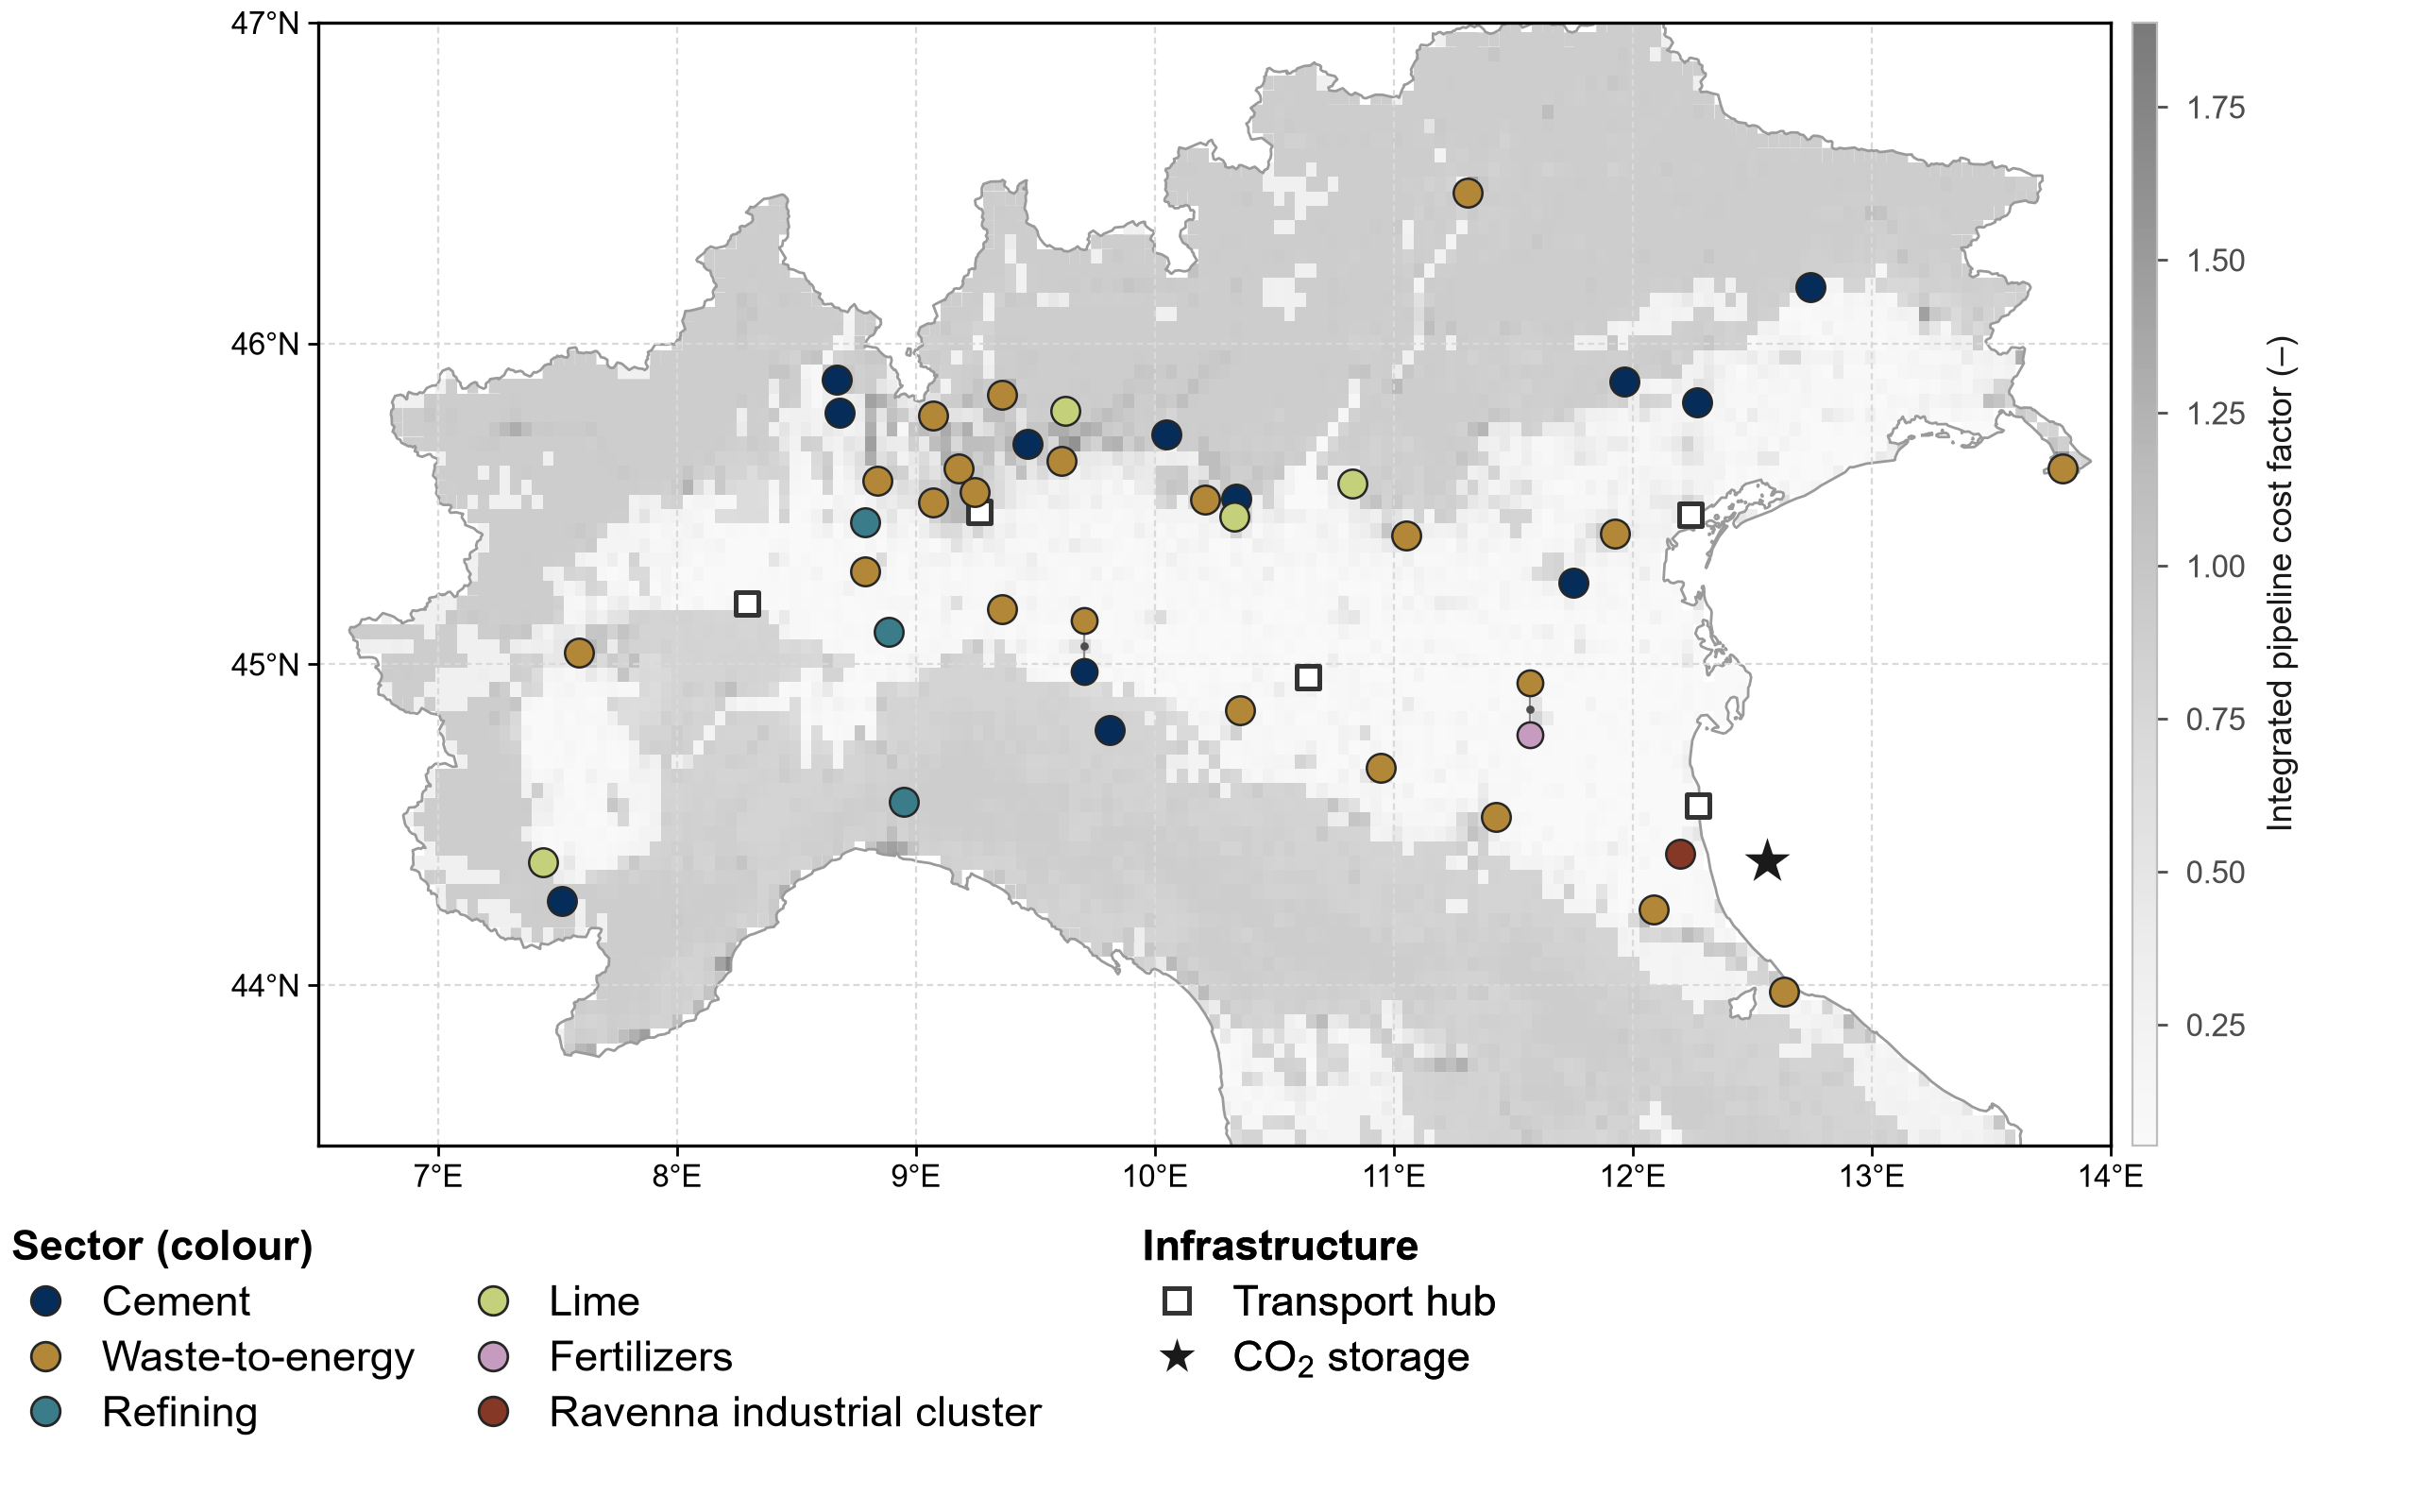 47°N
46°N
45°N
44°N
7°E
8°E
9°E
10°E
11°E
12°E
13°E
14°E
1.75
1.50
1.25
1.00
0.75
0.50
0.25
Integrated pipeline cost factor (–)
Sector (colour)
Cement
Waste-to-energy
Refining
Lime
Fertilizers
Ravenna industrial cluster
Infrastructure
Transport hub
CO₂ storage